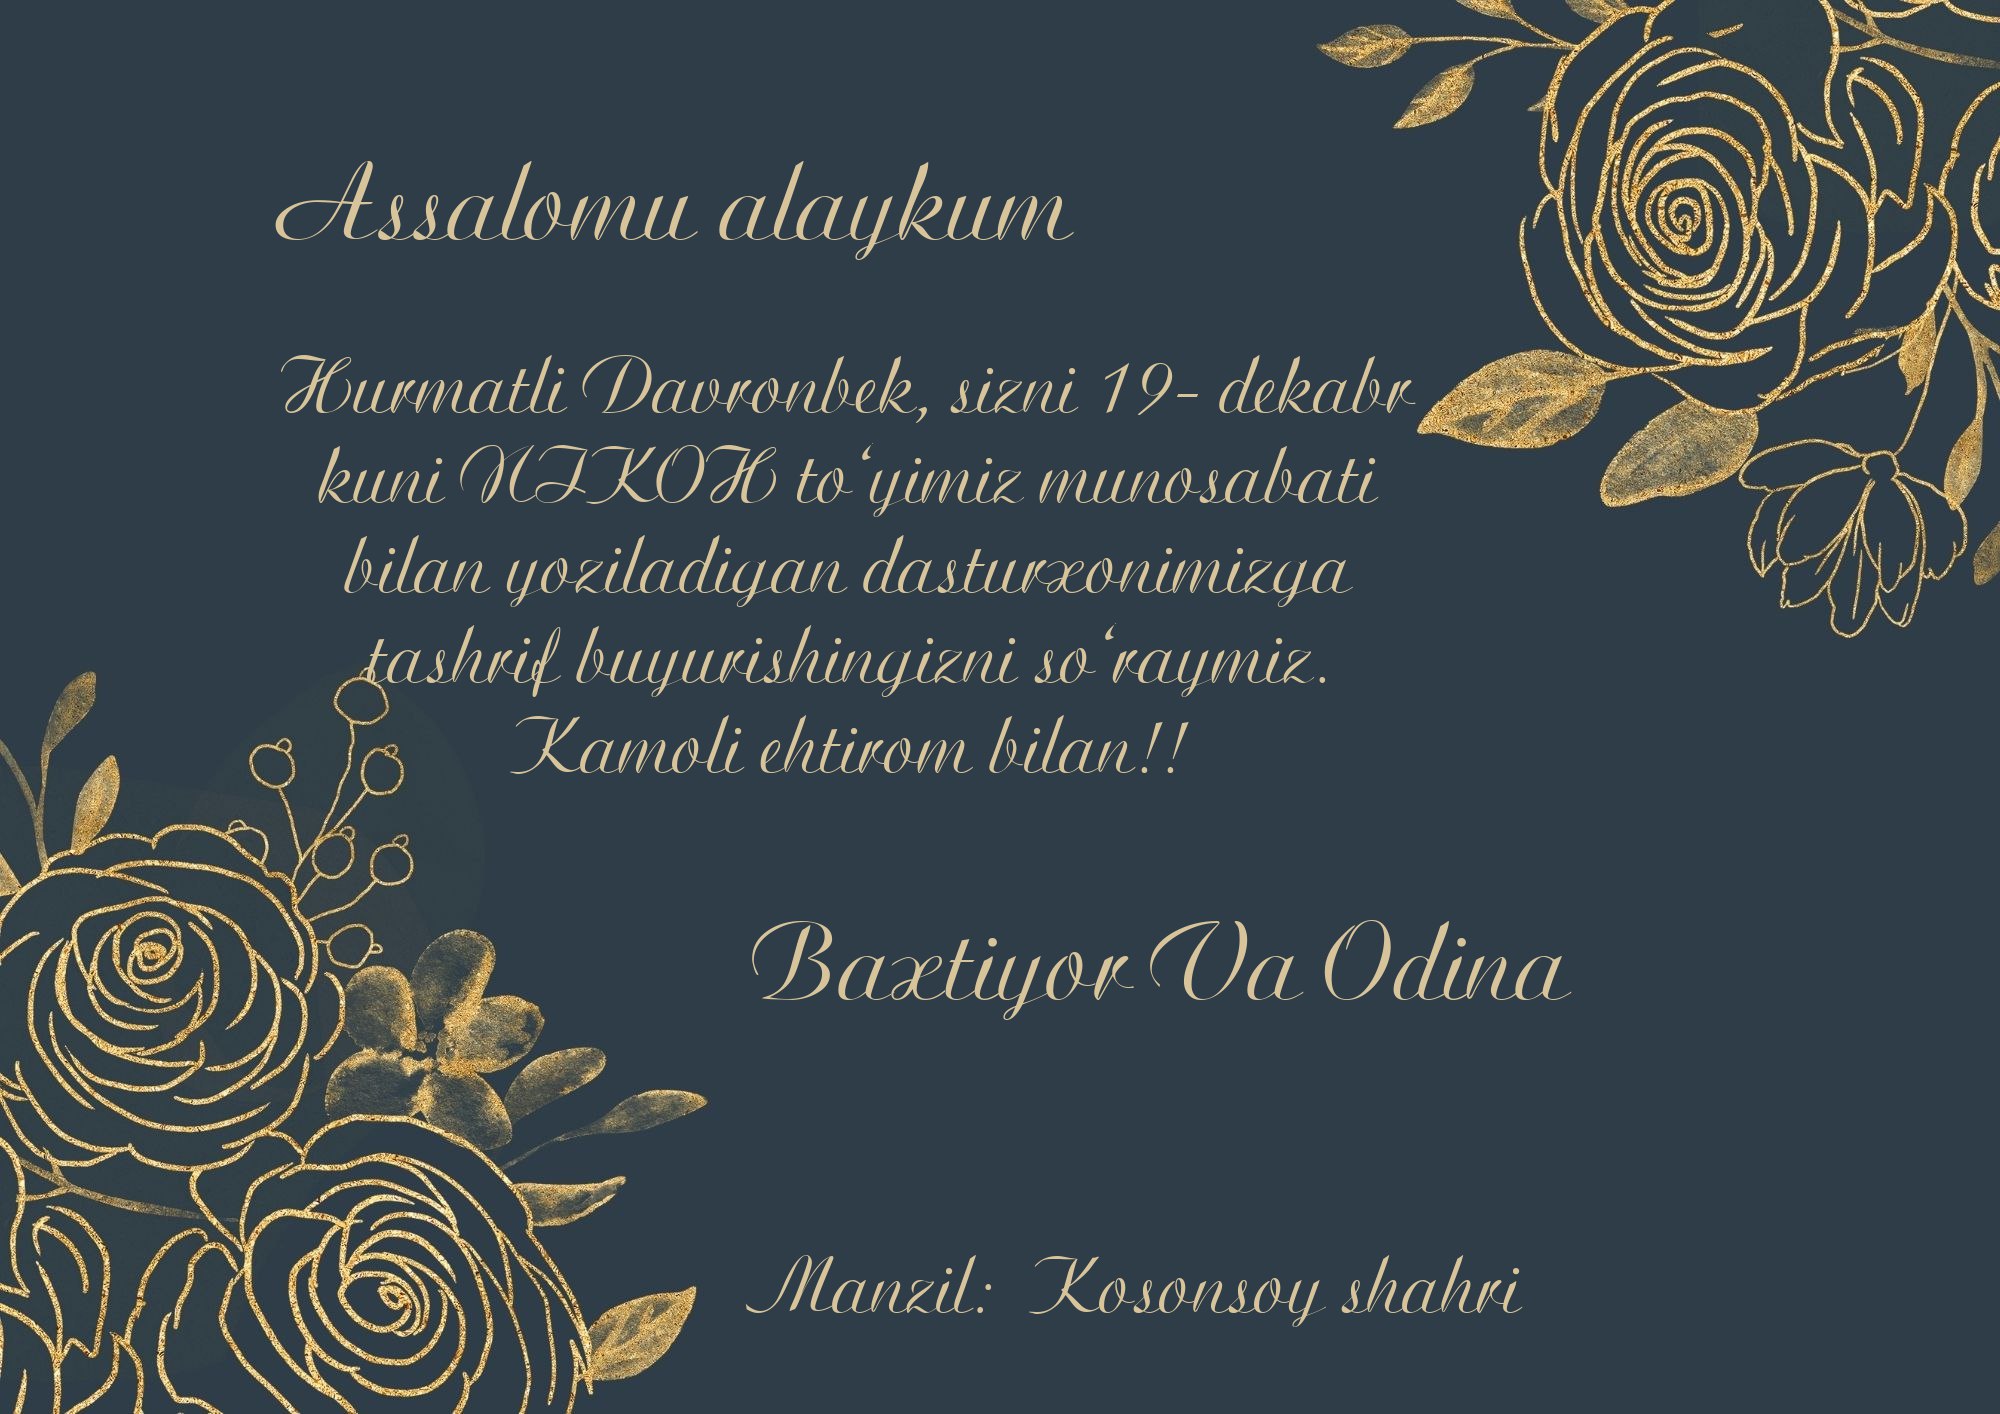 Assalomu alaykum
Hurmatli Davronbek, sizni 19- dekabr
kuni NIKOH to‘yimiz munosabati
bilan yoziladigan dasturxonimizga
tashrif buyurishingizni so‘raymiz.
Kamoli ehtirom bilan!!
Baxtiyor Va Odina
Manzil: Kosonsoy shahri